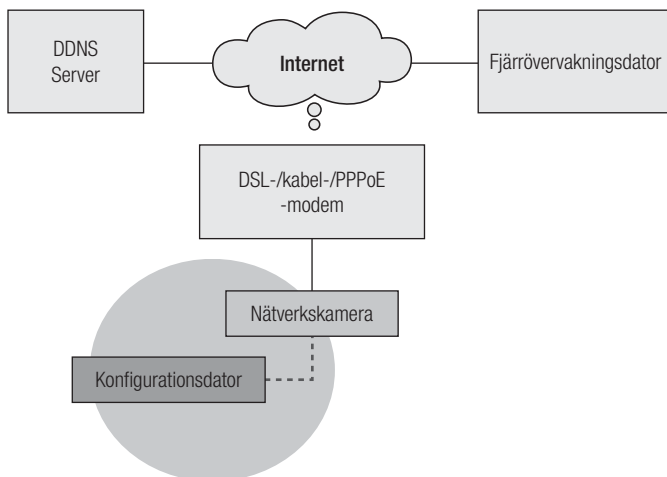 DDNS
Server
Internet
Fjärrövervakningsdator
DSL-/kabel-/PPPoE
-modem
Nätverkskamera
Konfigurationsdator